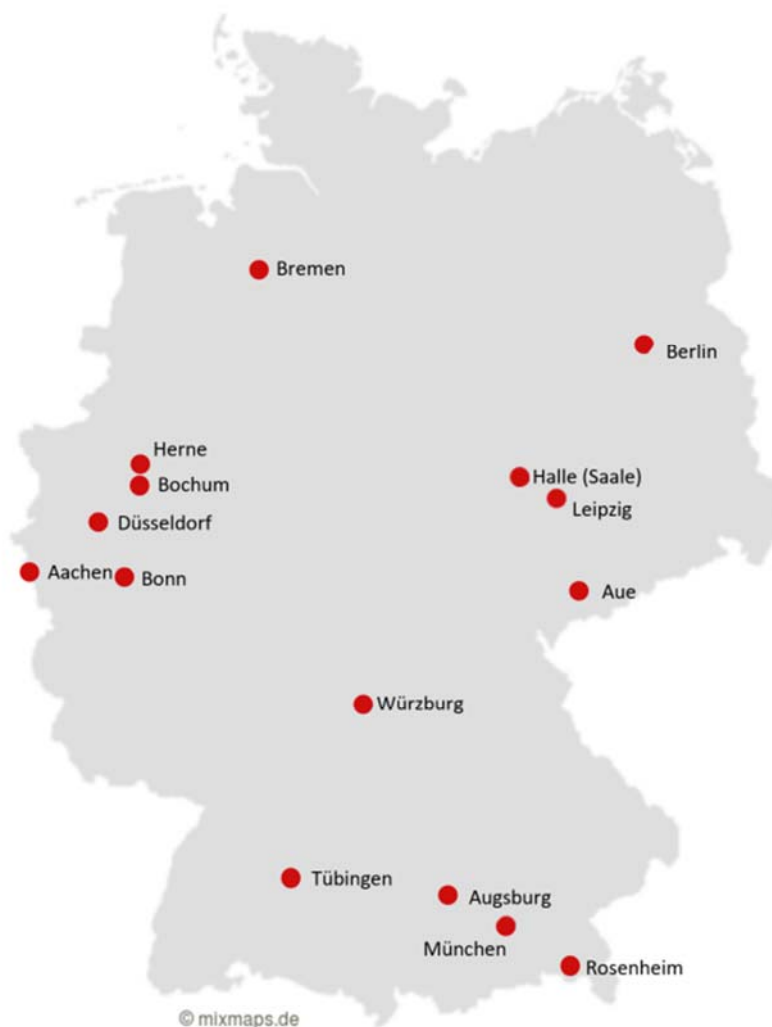 Bremen
Berlin
Herne
Bochum
Halle (Saale)
Leipzig
Düsseldorf
Aachen
Bonn
Aue
Würzburg
Tübingen
Augsburg
München
Rosenheim
© mixmaps.de